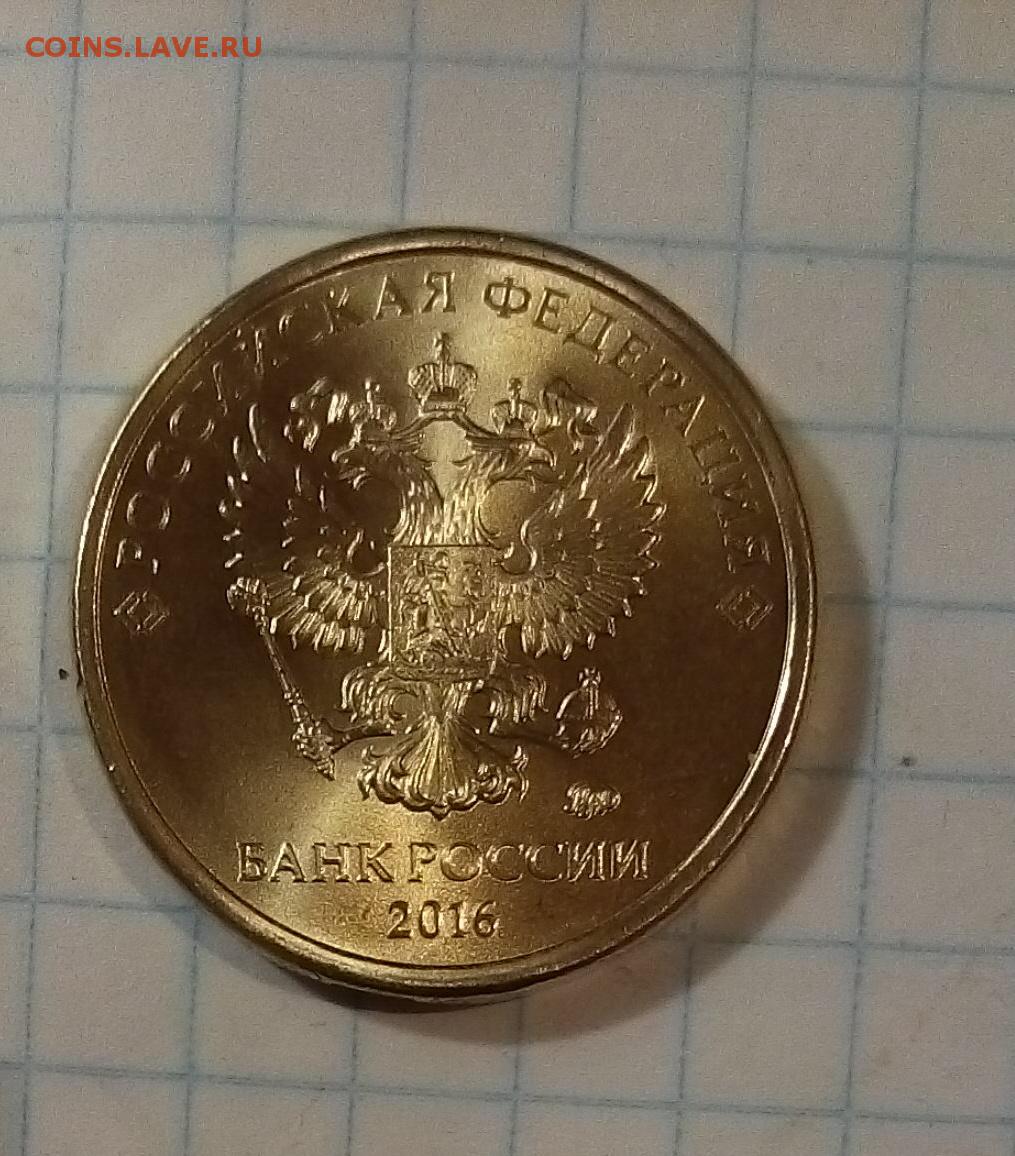 COINS.LAVE.RU
РОССИЙСКАЯ ФЕДЕРАЦИЯ
БАНК РОССИИ
2016